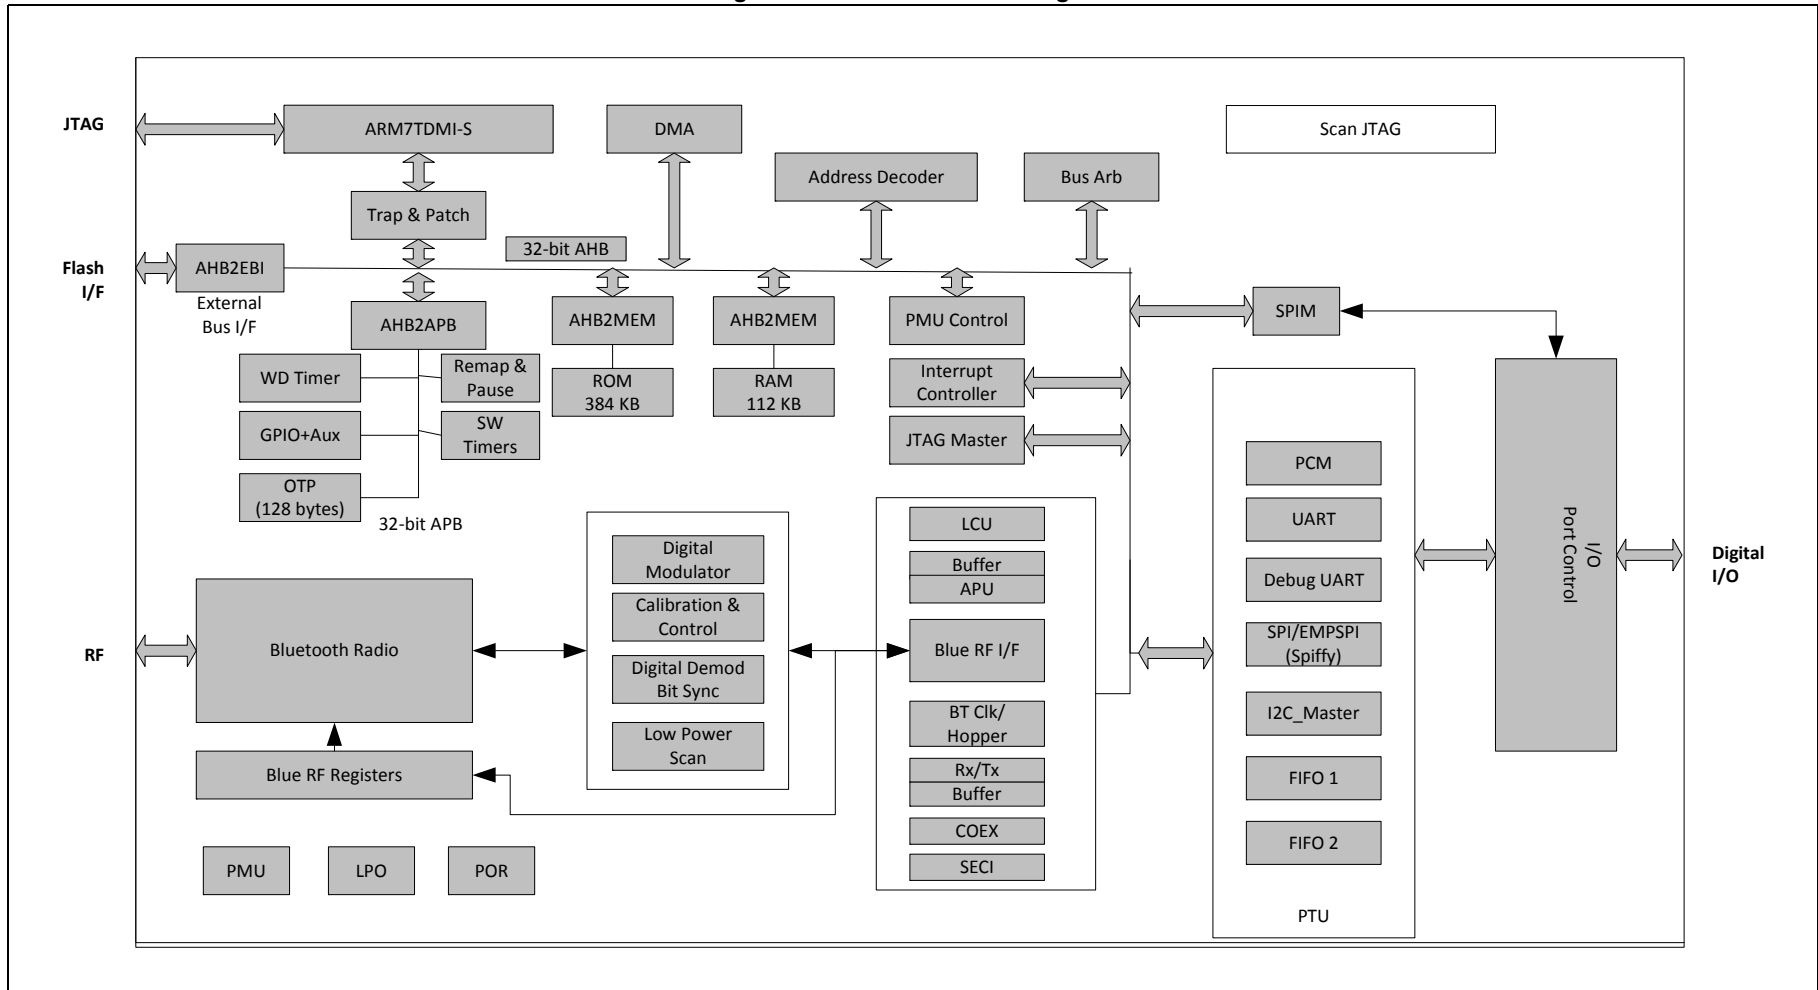 JTAG
ARM7TDMI-S
DMA
Scan JTAG
Address Decoder
Bus Arb
Trap & Patch
32-bit AHB
Flash
I/F
AHB2EBI
External
Bus I/F
AHB2APB
AHB2MEM
AHB2MEM
PMU Control
SPIM
WD Timer
Remap &
Pause
ROM
384 KB
RAM
112 KB
Interrupt
Controller
GPIO+Aux
SW
Timers
JTAG Master
OTP
(128 bytes)
32-bit APB
PCM
UART
Debug UART
SPI/EMPSPI
(Spiffy)
I2C_Master
FIFO 1
FIFO 2
PTU
I/O
Port Control
Digital
I/O
LCU
Buffer
APU
Blue RF I/F
BT Clk/
Hopper
Rx/Tx
Buffer
COEX
SECI
Digital
Modulator
Calibration &
Control
Digital Demod
Bit Sync
Low Power
Scan
RF
Bluetooth Radio
Blue RF Registers
PMU
LPO
POR